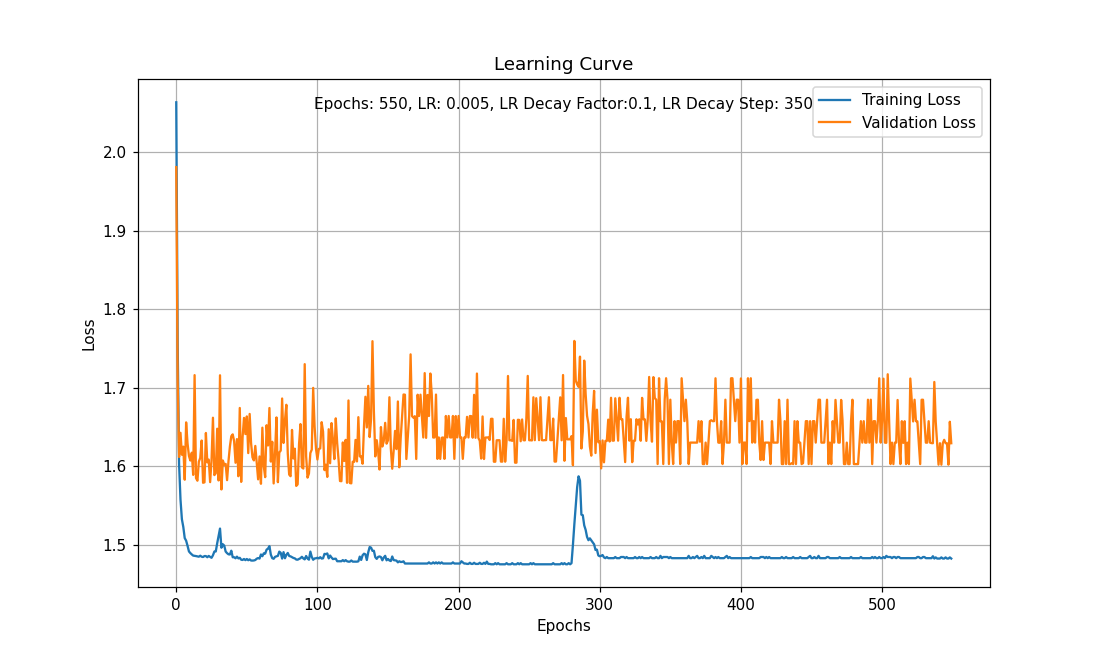 Learning Curve
Epochs: 550, LR: 0.005, LR Decay Factor:0.1, LR Decay Step: 350
Training Loss
Validation Loss
2.0
1.9
1.8
1.7
1.6
1.5
Loss
0 100 200 300 400 500
Epochs